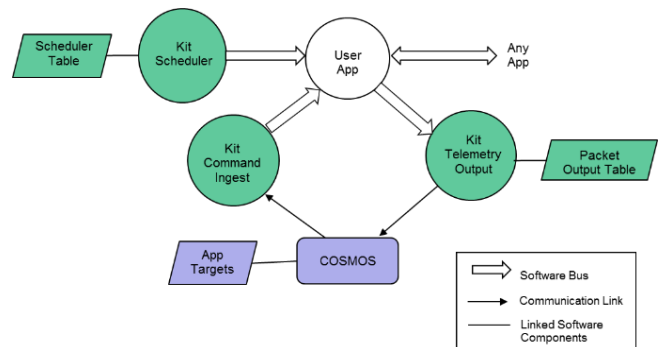 Scheduler
Table
Kit
Scheduler
User
App
Any
App
Kit
Command
Ingest
Kit
Telemetry
Output
Packet
Output Table
App
Targets
COSMOS
Software Bus
Communication Link
Linked Software
Components